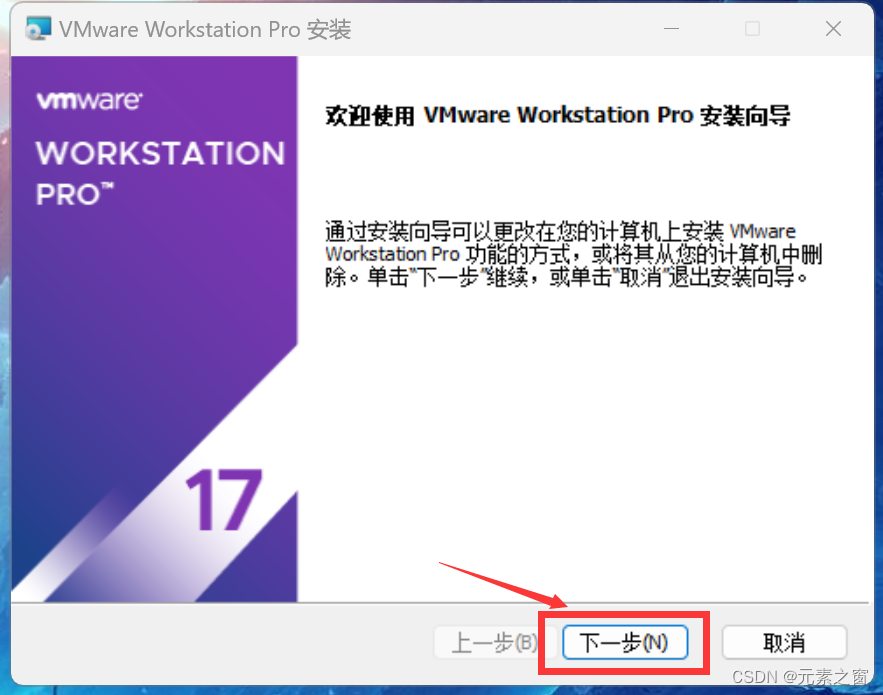 VMware Workstation Pro 安装
vmware
WORKSTATION
PRO™
17
欢迎使用 VMware Workstation Pro 安装向导
通过安装向导可以更改在您的计算机上安装 VMware
Workstation Pro 功能的方式，或将其从您的计算机中删
除。单击“下一步”继续，或单击“取消”退出安装向导。
上一步(B)
下一步(N)
取消
CSDN @元素之窗